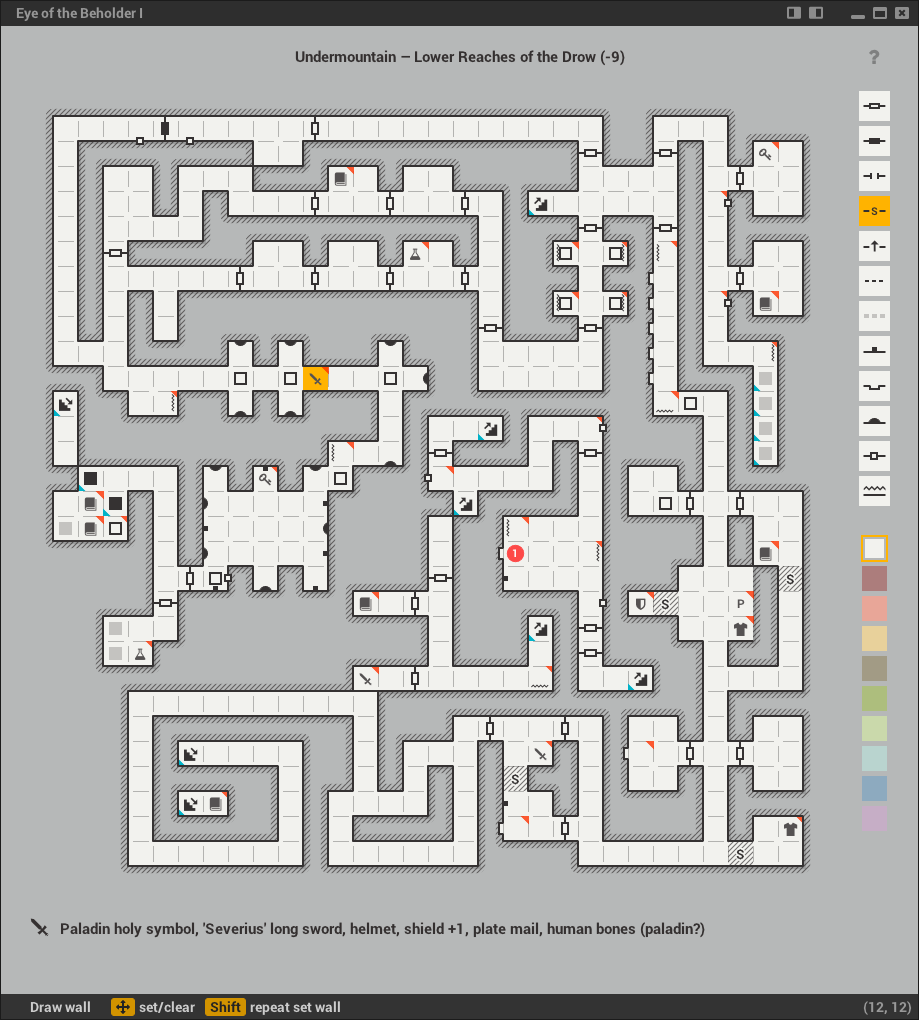 Eye of the Beholder I
Undermountain – Lower Reaches of the Drow (-9)
?
S
1
S
S
P
S
S
Paladin holy symbol, 'Severius' long sword, helmet, shield +1, plate mail, human bones (paladin?)
Draw wall set/clear Shift repeat set wall (12, 12)